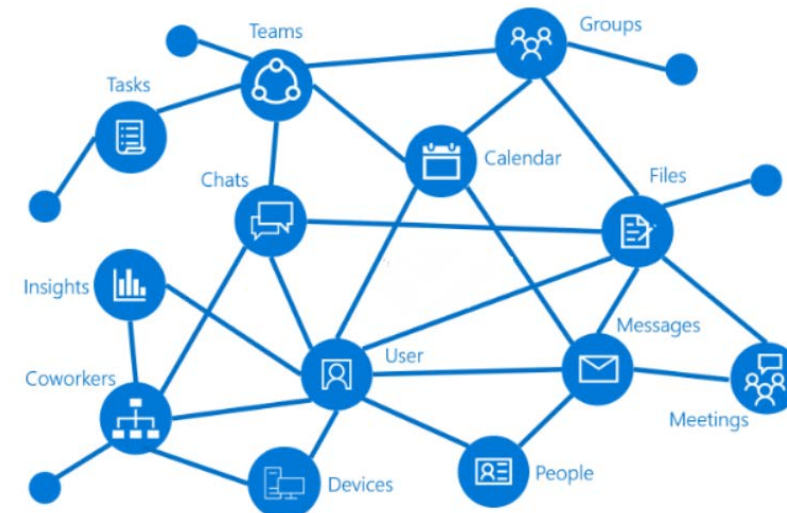 Teams
Groups
Tasks
Calendar
Chats
Files
Insights
Messages
User
Coworkers
Meetings
People
Devices